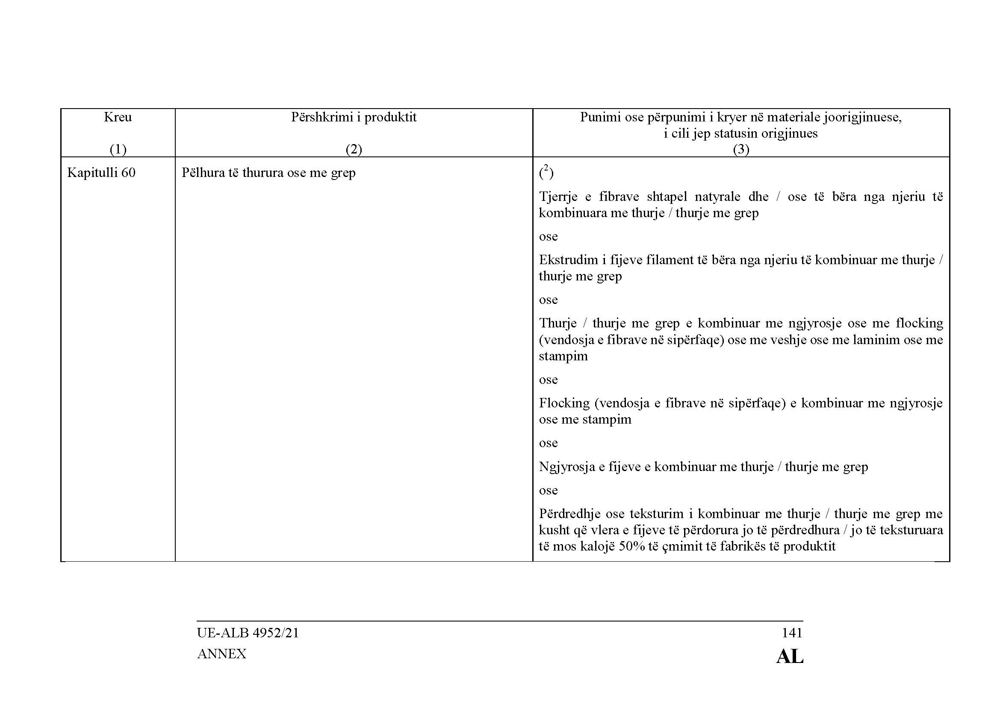 Kreu
(1)
Përshkrimi i produktit
(2)
Punimi ose përpunimi i kryer në materiale joorigjinuese,
i cili jep statusin origjinues
(3)
Kapitulli 60
Pëlhura të thurura ose me grep
(²)
Tjerrje e fibrave shtapel natyrale dhe / ose të bëra nga njeriu të
kombinuara me thurje / thurje me grep
ose
Ekstrudim i fijeve filament të bëra nga njeriu të kombinuar me thurje /
thurje me grep
ose
Thurje / thurje me grep e kombinuar me ngjyrosje ose me flocking
(vendosja e fibrave në sipërfaqe) ose me veshje ose me laminim ose me
stampim
ose
Flocking (vendosja e fibrave në sipërfaqe) e kombinuar me ngjyrosje
ose me stampim
ose
Ngjyrosja e fijeve e kombinuar me thurje / thurje me grep
ose
Përdredhje ose teksturim i kombinuar me thurje / thurje me grep me
kusht që vlera e fijeve të përdorura jo të përdredhura / jo të teksturuara
të mos kalojë 50% të çmimit të fabrikës të produktit
UE-ALB 4952/21
141
ANNEX
AL